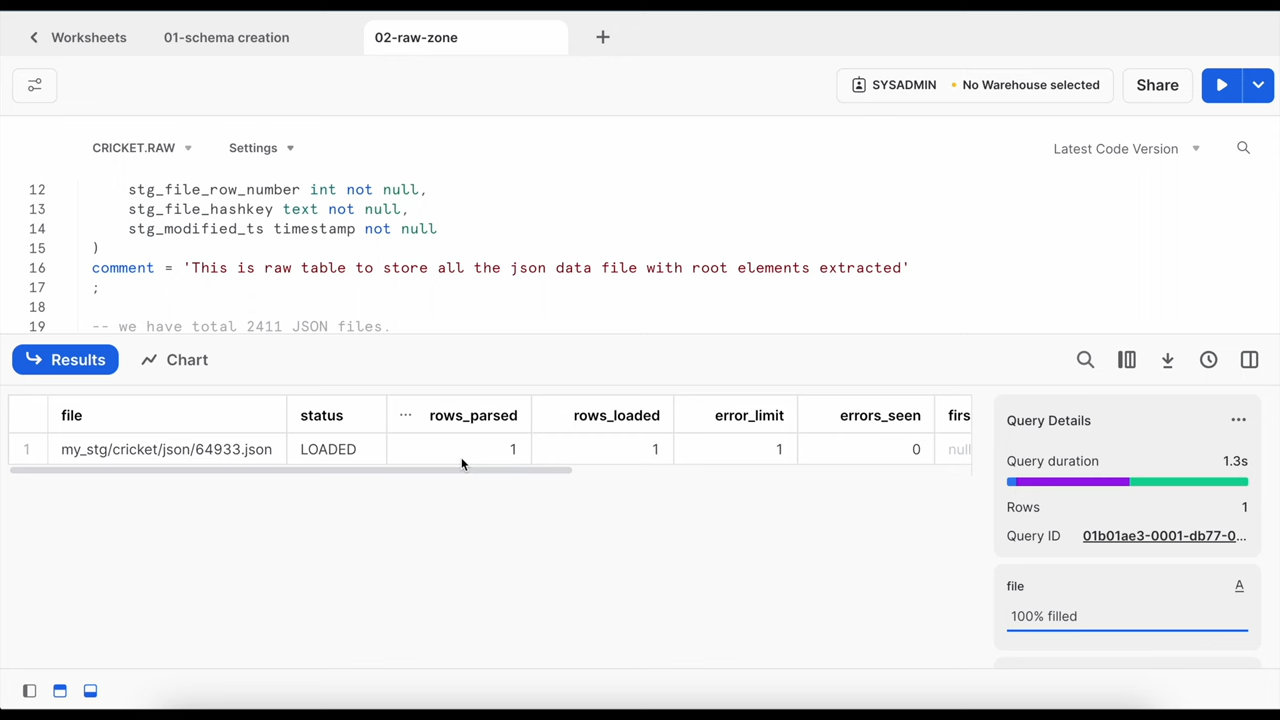 Worksheets 01-schema creation 02-raw-zone +
SYSADMIN • No Warehouse selected Share
CRICKET.RAW Settings Latest Code Version
12 stg_file_row_number int not null,
13 stg_file_hashkey text not null,
14 stg_modified_ts timestamp not null
15 )
16 comment = 'This is raw table to store all the json data file with root elements extracted'
17 ;
18
19 -- we have total 2411 JSON files.
Results Chart
file status ... rows_parsed rows_loaded error_limit errors_seen firs
1 my_stg/cricket/json/64933.json LOADED 1 1 1 0 null
Query Details ...
Query duration 1.3s
Rows 1
Query ID 01b01ae3-0001-db77-0...
file A
100% filled